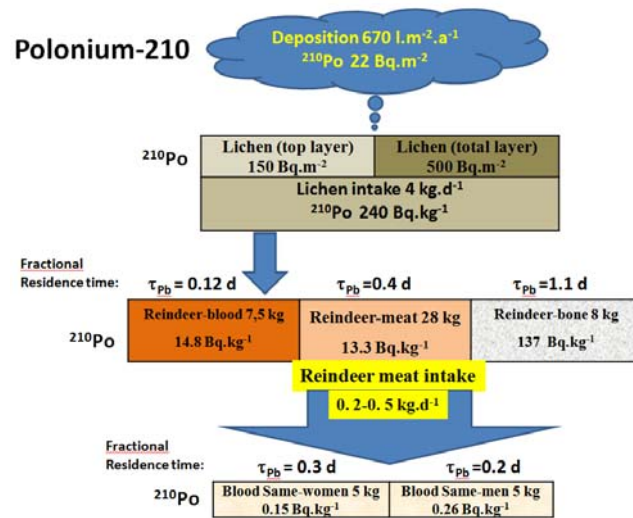 Polonium-210
Deposition 670 l.m⁻².a⁻¹
²¹⁰Po 22 Bq.m⁻²
²¹⁰Po
Lichen (top layer)
150 Bq.m⁻²
Lichen (total layer)
500 Bq.m⁻²
Lichen intake 4 kg.d⁻¹
²¹⁰Po 240 Bq.kg⁻¹
Fractional
Residence time:
τPb = 0.12 d
τPb = 0.4 d
τPb = 1.1 d
²¹⁰Po
Reindeer-blood 7,5 kg
14.8 Bq.kg⁻¹
Reindeer-meat 28 kg
13.3 Bq.kg⁻¹
Reindeer-bone 8 kg
137 Bq.kg⁻¹
Reindeer meat intake
0. 2-0. 5 kg.d⁻¹
Fractional
Residence time:
τPb = 0.3 d
τPb = 0.2 d
²¹⁰Po
Blood Same-women 5 kg
0.15 Bq.kg⁻¹
Blood Same-men 5 kg
0.26 Bq.kg⁻¹